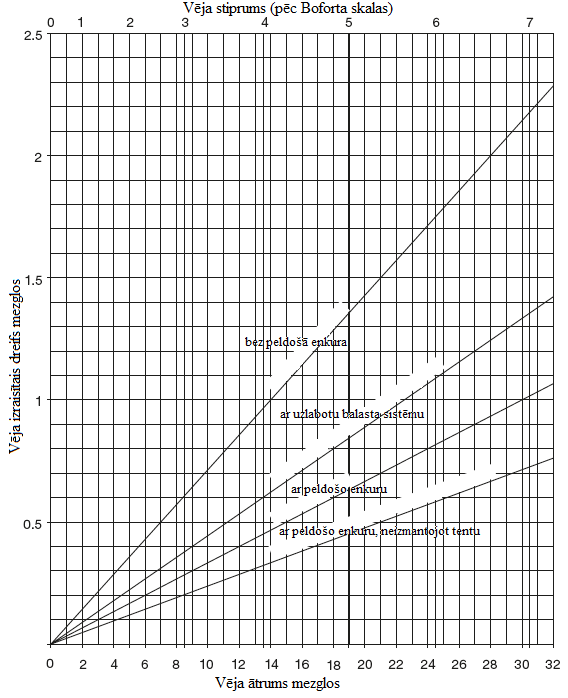 Vēja stiprums (pēc Boforta skalas)
0 1 2 3 4 5 6 7
2.5
2
1.5
bez peldošā enkura
1
ar uzlabotu balasta sistēmu
ar peldošo enkuru
0.5
ar peldošo enkuru, neizmantojot tentu
Vēja izraisītais dreifs mezglos
0 2 4 6 8 10 12 14 16 18 20 22 24 26 28 30 32
Vēja ātrums mezglos